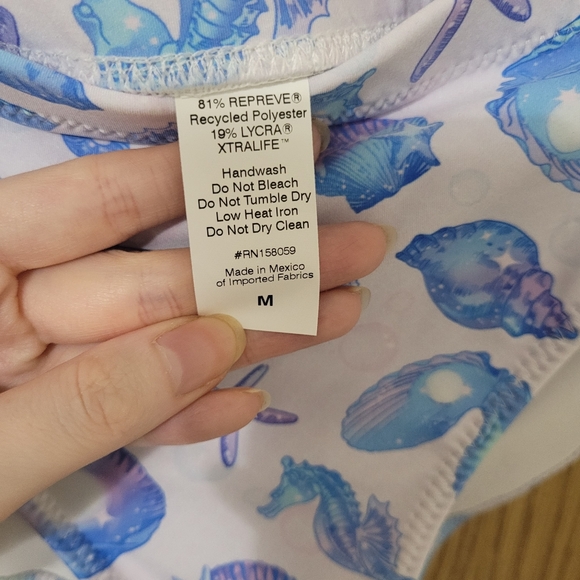 81% REPREVE®
Recycled Polyester
19% LYCRA®
XTRALIFE™
Handwash
Do Not Bleach
Do Not Tumble Dry
Low Heat Iron
Do Not Dry Clean
#RN158059
Made in Mexico
of Imported Fabrics
M